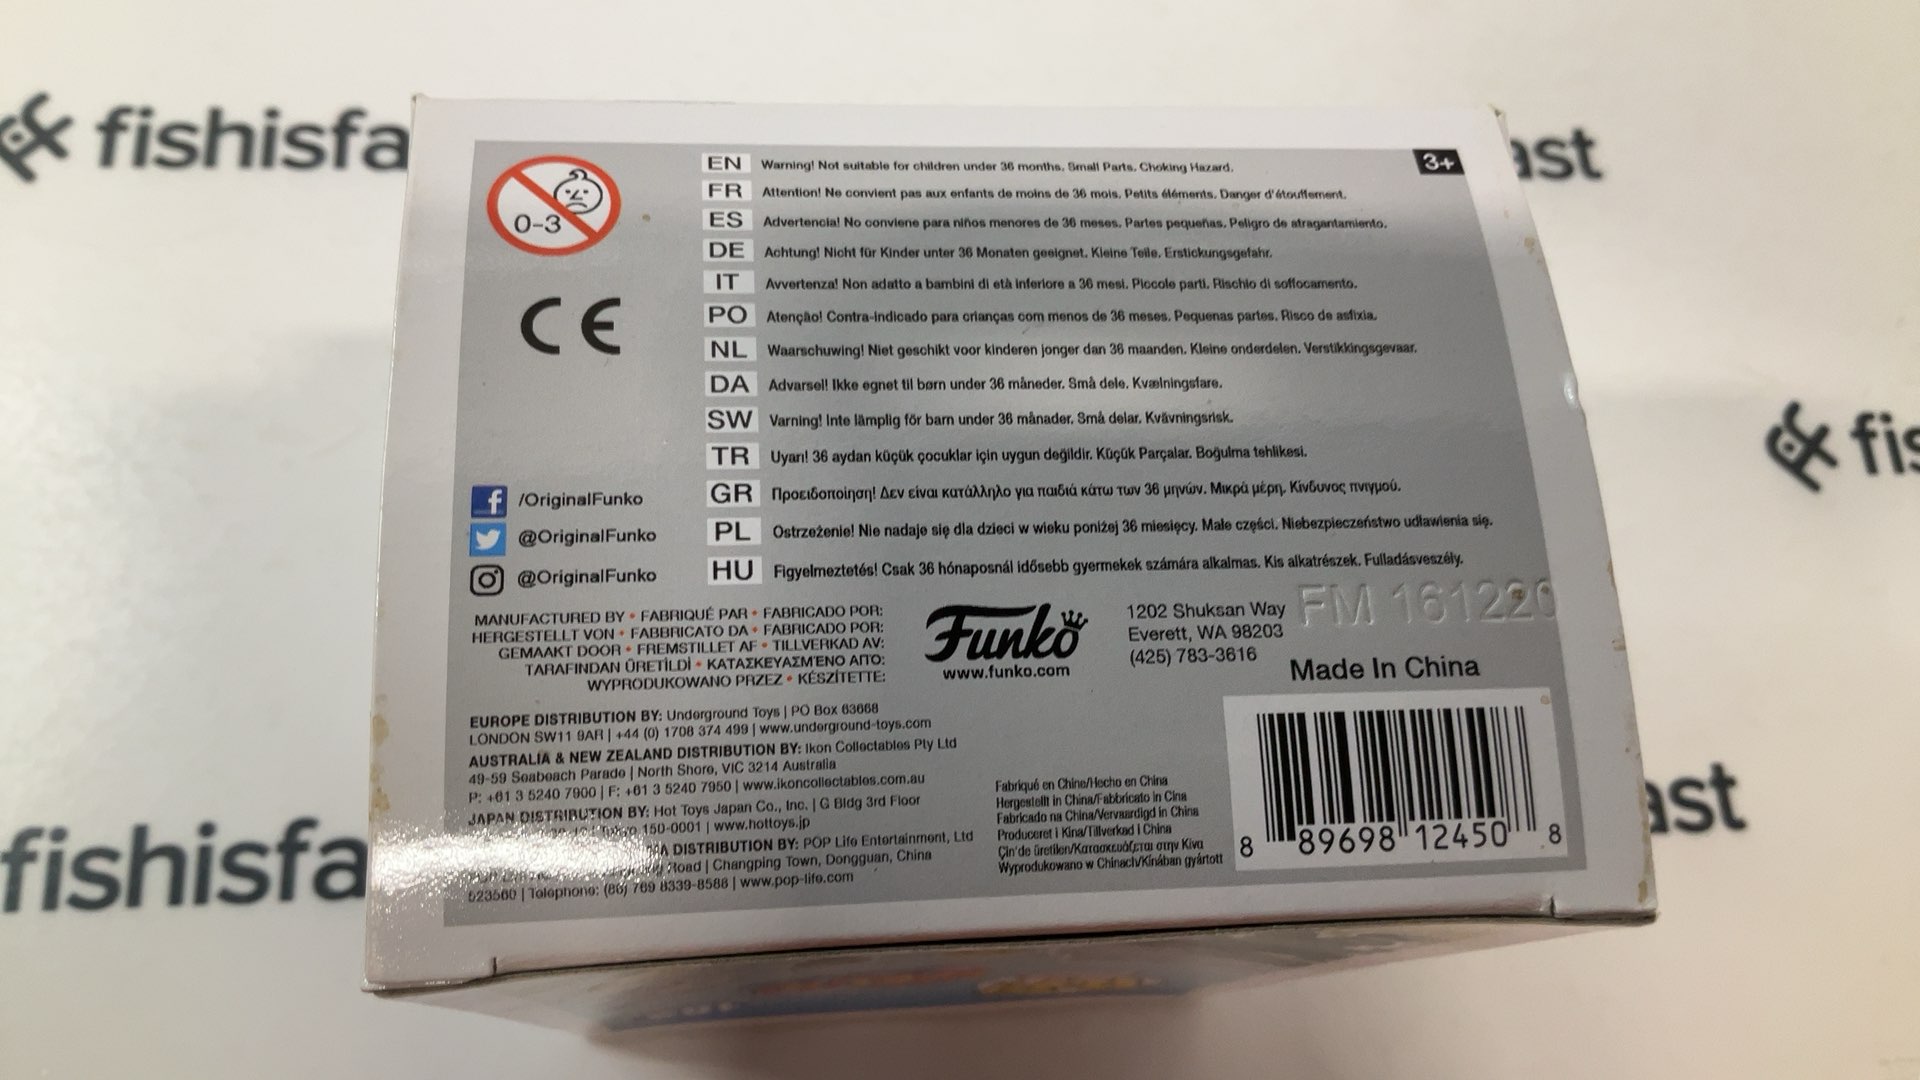 fishisfa
ast
0-3
3+
EN Warning! Not suitable for children under 36 months. Small Parts. Choking Hazard.
FR Attention! Ne convient pas aux enfants de moins de 36 mois. Petits éléments. Danger d'étouffement.
ES Advertencia! No conviene para niños menores de 36 meses. Partes pequeñas. Peligro de atragantamiento.
DE Achtung! Nicht für Kinder unter 36 Monaten geeignet. Kleine Teile. Erstickungsgefahr.
IT Avvertenza! Non adatto a bambini di età inferiore a 36 mesi. Piccole parti. Rischio di soffocamento.
PO Atenção! Contra-indicado para crianças com menos de 36 meses. Pequenas partes. Risco de asfixia.
NL Waarschuwing! Niet geschikt voor kinderen jonger dan 36 maanden. Kleine onderdelen. Verstikkingsgevaar.
DA Advarsel! Ikke egnet til børn under 36 måneder. Små dele. Kvælningsfare.
SW Varning! Inte lämplig för barn under 36 månader. Små delar. Kvävningsrisk.
TR Uyarı! 36 aydan küçük çocuklar için uygun değildir. Küçük Parçalar. Boğulma tehlikesi.
GR Προειδοποίηση! Δεν είναι κατάλληλο για παιδιά κάτω των 36 μηνών. Μικρά μέρη. Κίνδυνος πνιγμού.
PL Ostrzeżenie! Nie nadaje się dla dzieci w wieku poniżej 36 miesięcy. Małe części. Niebezpieczeństwo udławienia się.
HU Figyelmeztetés! Csak 36 hónaposnál idősebb gyermekek számára alkalmas. Kis alkatrészek. Fulladásveszély.
CE
/OriginalFunko
@OriginalFunko
@OriginalFunko
MANUFACTURED BY • FABRIQUÉ PAR • FABRICADO POR:
HERGESTELLT VON • FABBRICATO DA • FABRICADO POR:
GEMAAKT DOOR • FREMSTILLET AF • TILLVERKAD AV:
TARAFINDAN ÜRETİLDİ • ΚΑΤΑΣΚΕΥΑΣΜΈΝΟ ΑΠΌ:
WYPRODUKOWANO PRZEZ • KÉSZÍTETTE:
Funko
www.funko.com
1202 Shuksan Way
Everett, WA 98203
(425) 783-3616
FM 161220
Made In China
EUROPE DISTRIBUTION BY: Underground Toys | PO Box 63668
LONDON SW11 9AR | +44 (0) 1708 374 499 | www.underground-toys.com
AUSTRALIA & NEW ZEALAND DISTRIBUTION BY: Ikon Collectables Pty Ltd
49-59 Seabeach Parade | North Shore, VIC 3214 Australia
P: +61 3 5240 7900 | F: +61 3 5240 7950 | www.ikoncollectables.com.au
JAPAN DISTRIBUTION BY: Hot Toys Japan Co., Inc. | G Bldg 3rd Floor
Tokyo 150-0001 | www.hottoys.jp
DISTRIBUTION BY: POP Life Entertainment, Ltd
Road | Changping Town, Dongguan, China
523560 | Telephone: (86) 769 8339-8588 | www.pop-life.com
Fabriqué en Chine/Hecho en China
Hergestellt in China/Fabbricato in Cina
Fabricado na China/Vervaardigd in China
Produceret i Kina/Tillverkad i China
Çin'de üretilen/Κατασκευάζεται στην Κίνα
Wyprodukowano w Chinach/Kínában gyártott
8 89698 12450 8
fis
fishisfa
ast